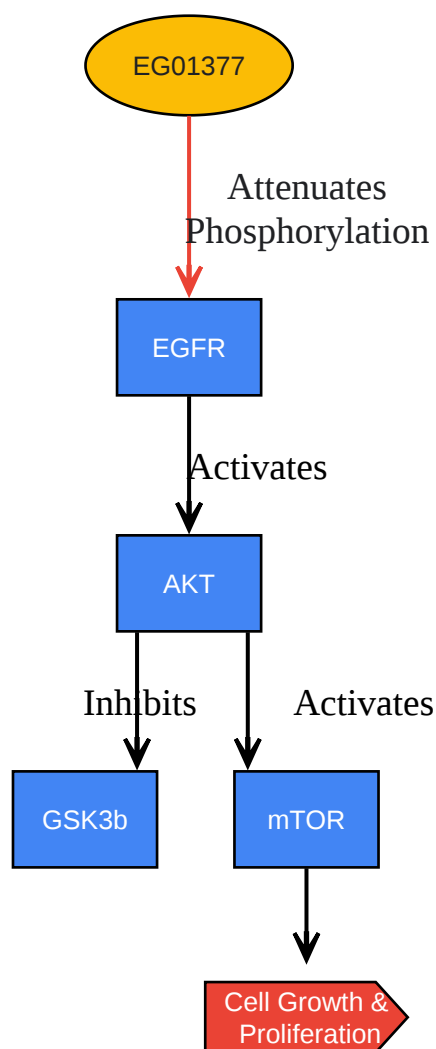 EG01377
Attenuates
Phosphorylation
EGFR
Activates
AKT
Inhibits
Activates
GSK3b
mTOR
Cell Growth &
Proliferation